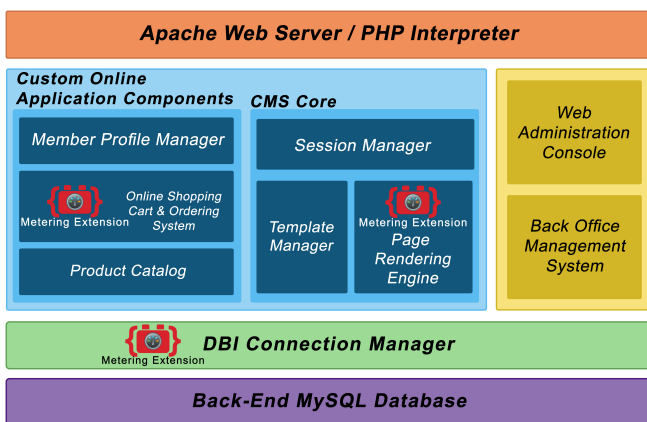 Apache Web Server / PHP Interpreter
Custom Online
Application Components
Member Profile Manager
Metering Extension
Online Shopping
Cart & Ordering
System
Product Catalog
CMS Core
Session Manager
Template
Manager
Metering Extension
Page
Rendering
Engine
Web
Administration
Console
Back Office
Management
System
Metering Extension
DBI Connection Manager
Back-End MySQL Database